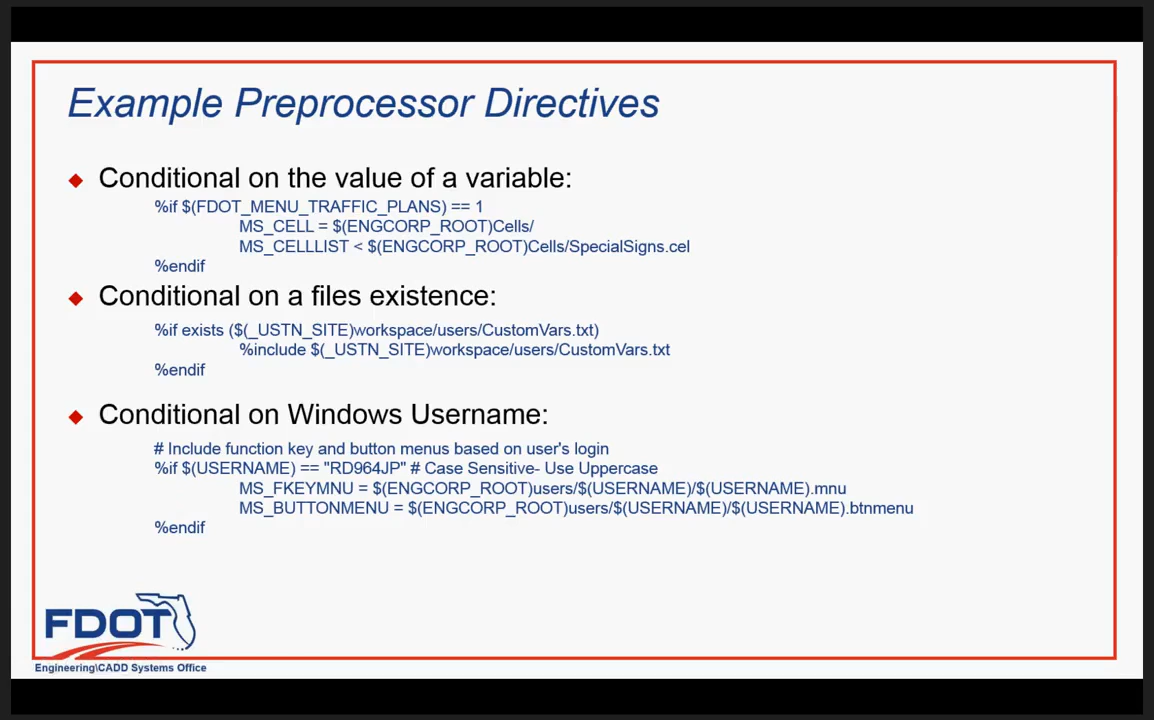 Example Preprocessor Directives
Conditional on the value of a variable:
%if $(FDOT_MENU_TRAFFIC_PLANS) == 1
MS_CELL = $(ENGCORP_ROOT)Cells/
MS_CELLLIST < $(ENGCORP_ROOT)Cells/SpecialSigns.cel
%endif
Conditional on a files existence:
%if exists ($(_USTN_SITE)workspace/users/CustomVars.txt)
%include $(_USTN_SITE)workspace/users/CustomVars.txt
%endif
Conditional on Windows Username:
# Include function key and button menus based on user's login
%if $(USERNAME) == "RD964JP" # Case Sensitive- Use Uppercase
MS_FKEYMNU = $(ENGCORP_ROOT)users/$(USERNAME)/$(USERNAME).mnu
MS_BUTTONMENU = $(ENGCORP_ROOT)users/$(USERNAME)/$(USERNAME).btnmenu
%endif
FDOT
Engineering\CADD Systems Office